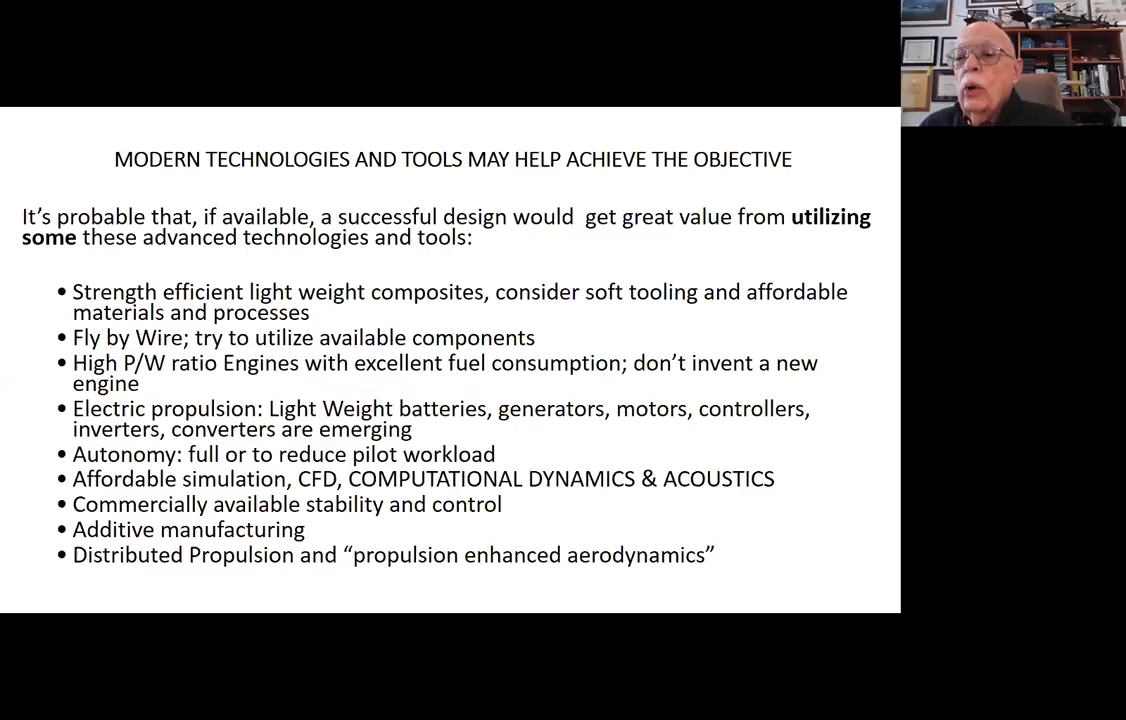 MODERN TECHNOLOGIES AND TOOLS MAY HELP ACHIEVE THE OBJECTIVE
It’s probable that, if available, a successful design would get great value from utilizing
some these advanced technologies and tools:
• Strength efficient light weight composites, consider soft tooling and affordable
materials and processes
• Fly by Wire; try to utilize available components
• High P/W ratio Engines with excellent fuel consumption; don’t invent a new
engine
• Electric propulsion: Light Weight batteries, generators, motors, controllers,
inverters, converters are emerging
• Autonomy: full or to reduce pilot workload
• Affordable simulation, CFD, COMPUTATIONAL DYNAMICS & ACOUSTICS
• Commercially available stability and control
• Additive manufacturing
• Distributed Propulsion and “propulsion enhanced aerodynamics”